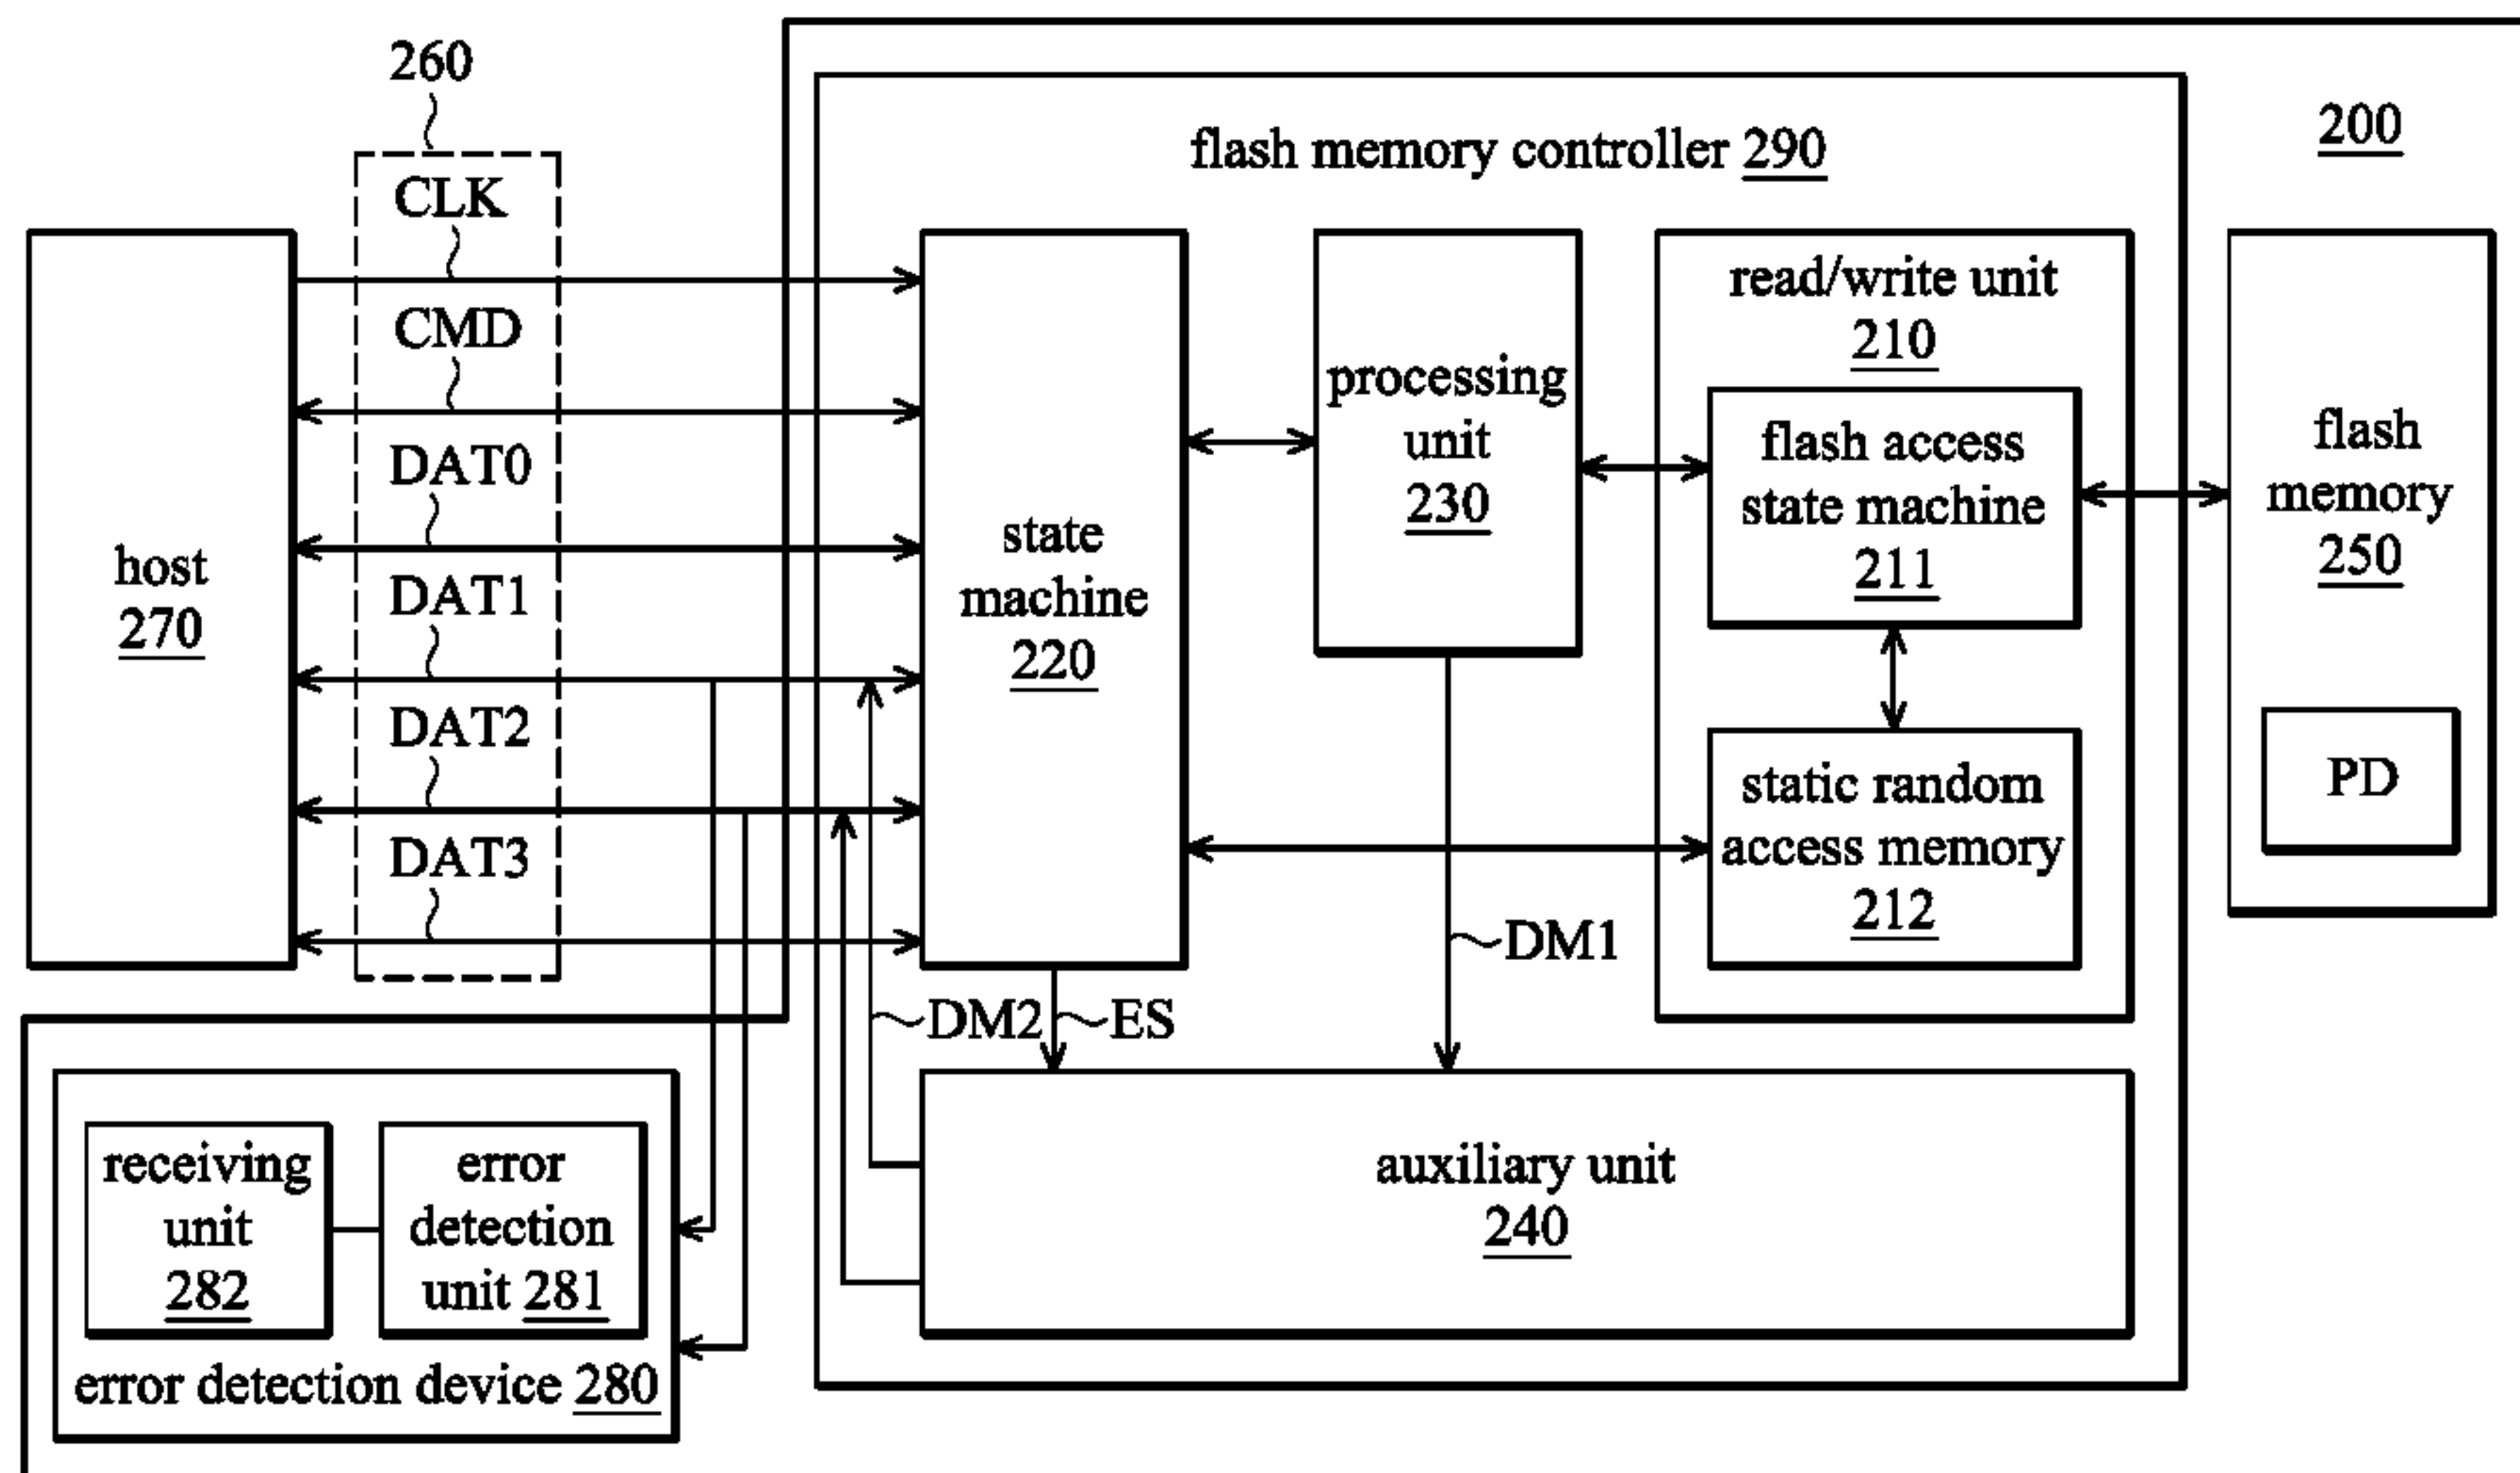 260
CLK
CMD
DAT0
DAT1
DAT2
DAT3
host
270
flash memory controller 290
200
state
machine
220
processing
unit
230
read/write unit
210
flash access
state machine
211
static random
access memory
212
flash
memory
250
PD
DM1
DM2
ES
auxiliary unit
240
receiving
unit
282
error
detection
unit 281
error detection device 280